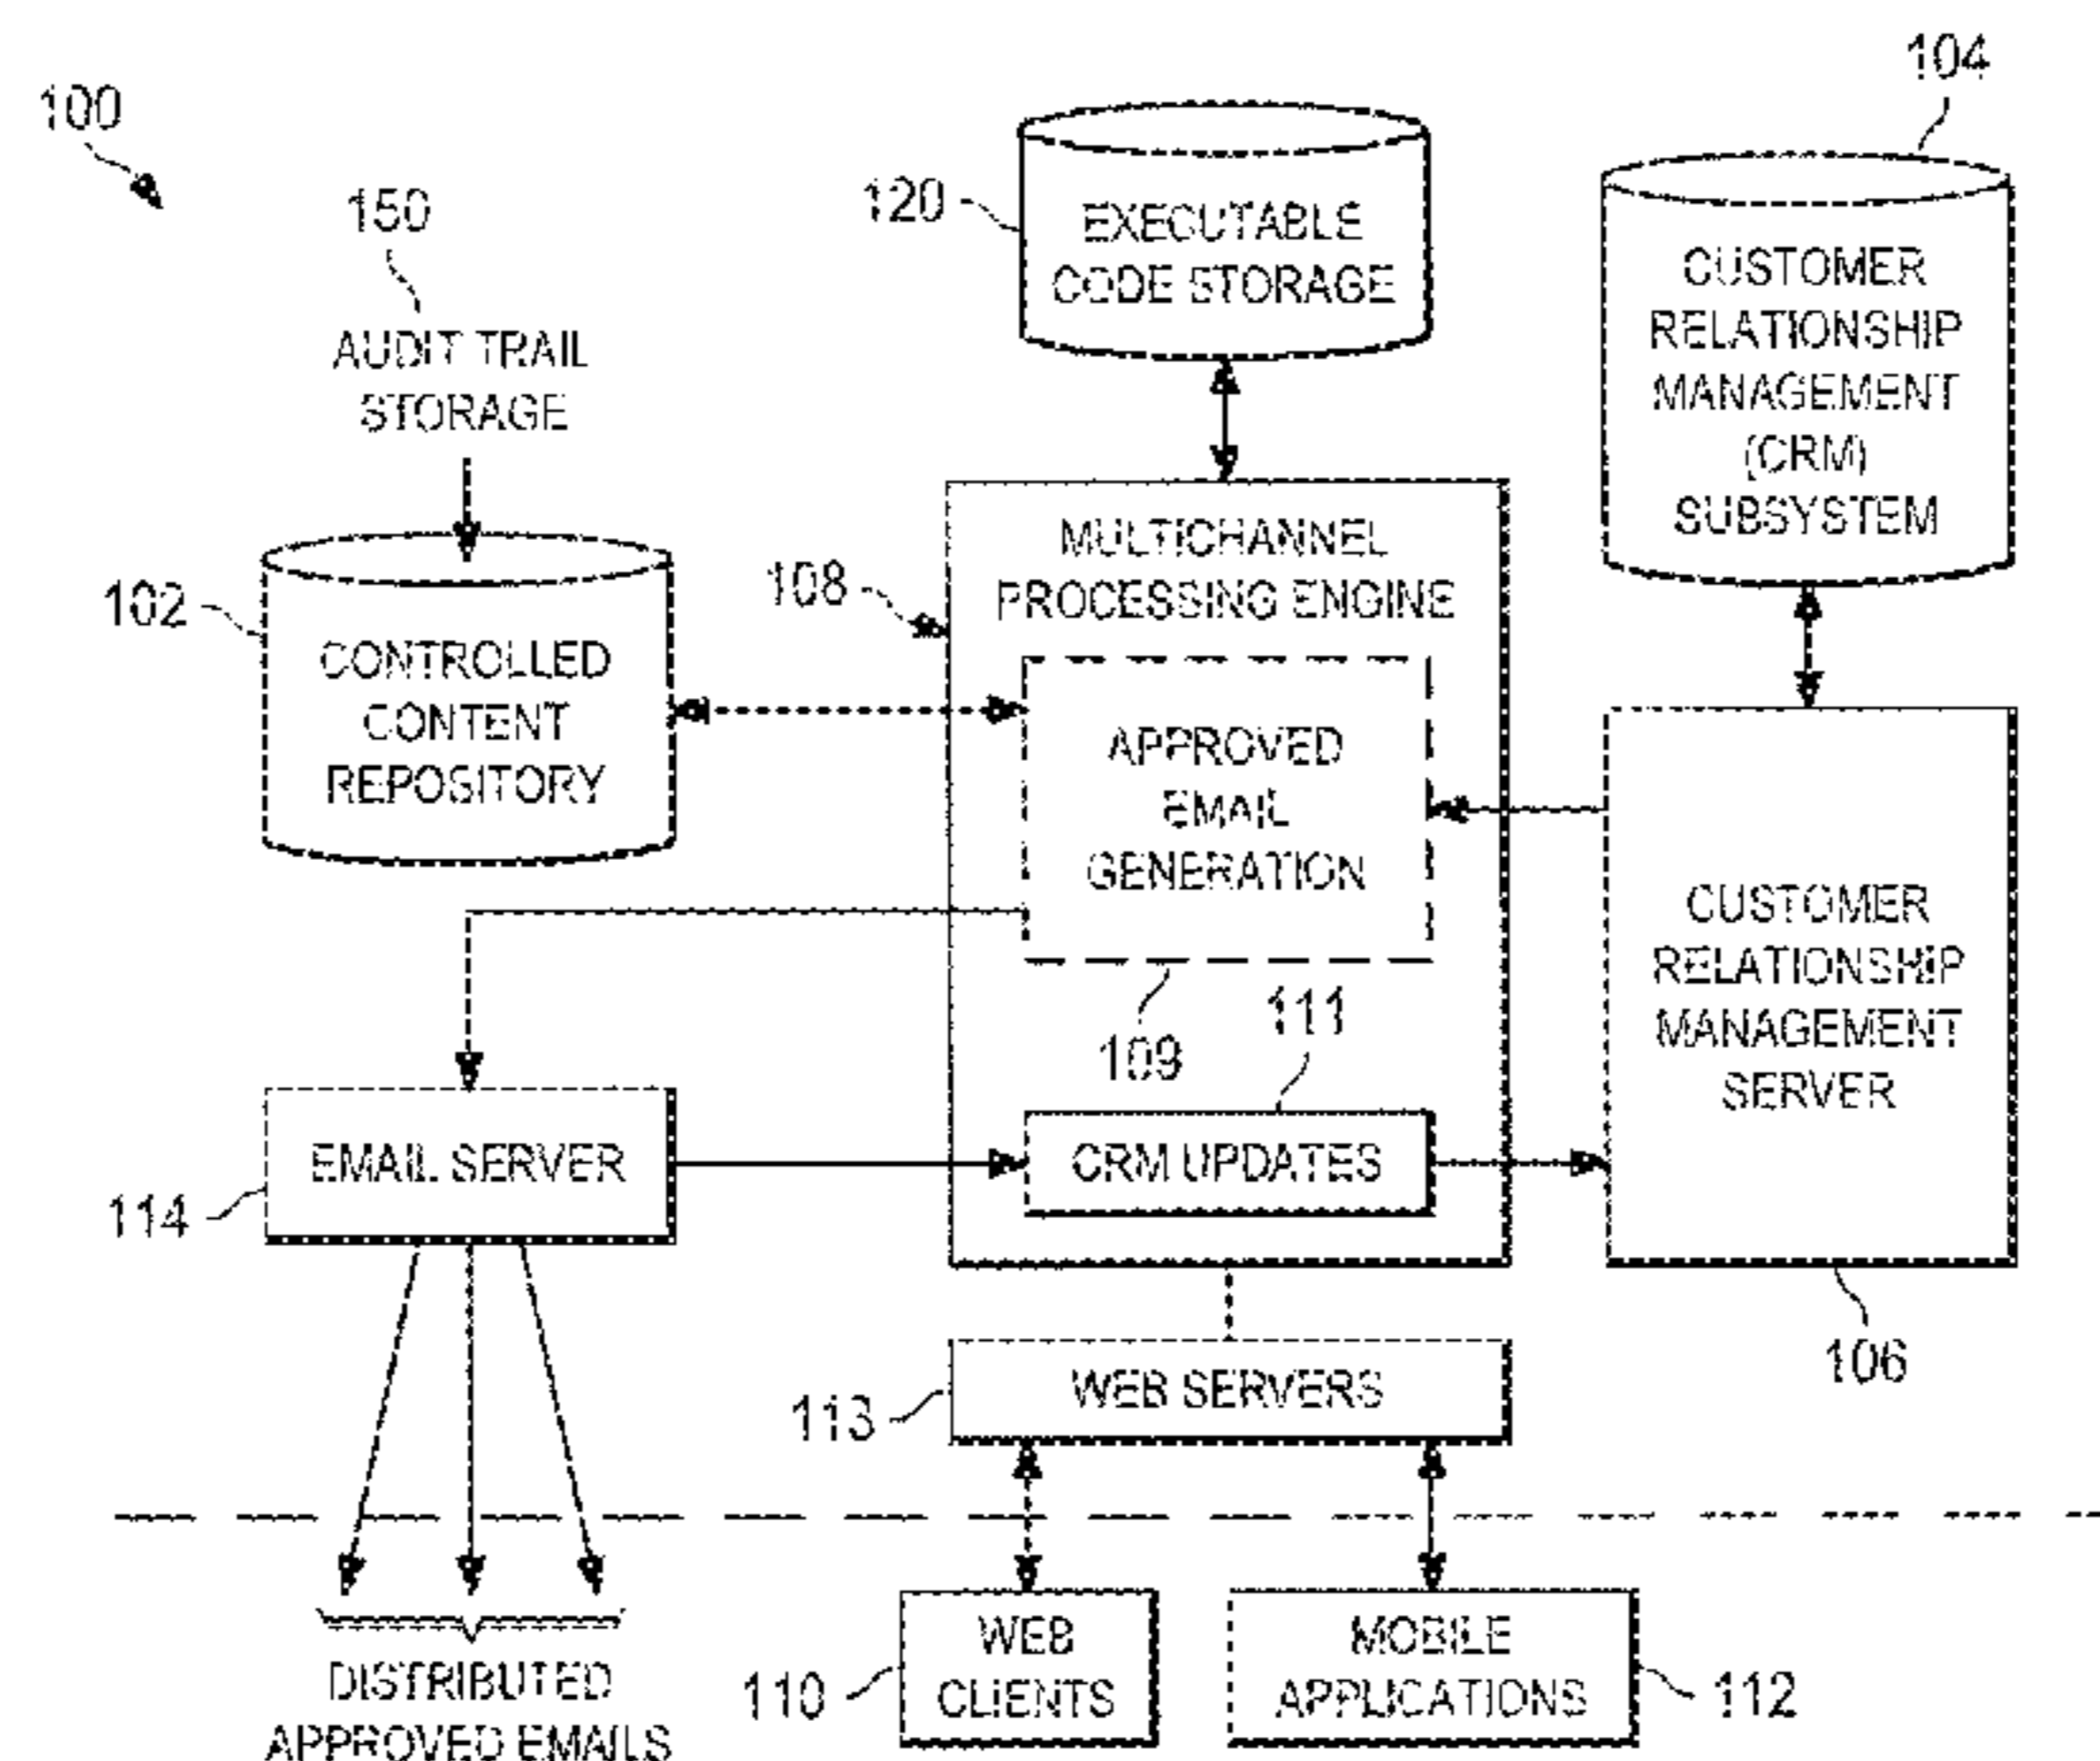 100
104
120
EXECUTABLE
CODE STORAGE
150
AUDIT TRAIL
STORAGE
CUSTOMER
RELATIONSHIP
MANAGEMENT
(CRM)
SUBSYSTEM
102
CONTROLLED
CONTENT
REPOSITORY
108
MULTICHANNEL
PROCESSING ENGINE
APPROVED
EMAIL
GENERATION
109
111
CRM UPDATES
CUSTOMER
RELATIONSHIP
MANAGEMENT
SERVER
106
EMAIL SERVER
114
WEB SERVERS
113
DISTRIBUTED
APPROVED EMAILS
WEB
CLIENTS
110
MOBILE
APPLICATIONS
112